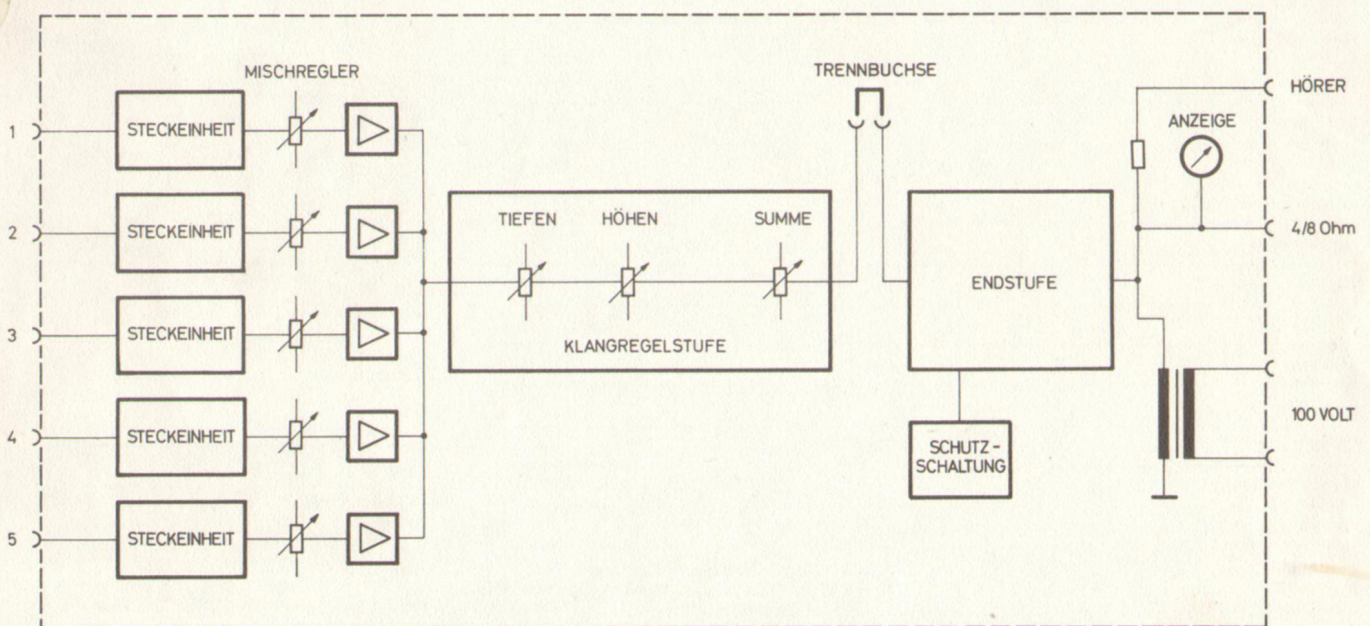 MISCHREGLER
TRENNBUCHSE
HÖRER
ANZEIGE
1
STECKEINHEIT
2
STECKEINHEIT
TIEFEN
HÖHEN
SUMME
4/8 Ohm
ENDSTUFE
3
STECKEINHEIT
KLANGREGELSTUFE
100 VOLT
4
STECKEINHEIT
SCHUTZ-
SCHALTUNG
5
STECKEINHEIT